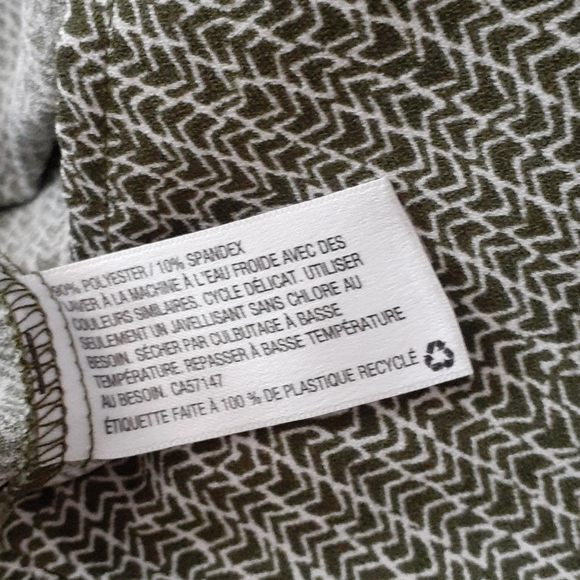 90% POLYESTER / 10% SPANDEX
LAVER À LA MACHINE À L'EAU FROIDE AVEC DES
COULEURS SIMILAIRES. CYCLE DÉLICAT. UTILISER
SEULEMENT UN JAVELLISANT SANS CHLORE AU
BESOIN. SÉCHER PAR CULBUTAGE À BASSE
TEMPÉRATURE. REPASSER À BASSE TEMPÉRATURE
AU BESOIN. CA57147
ÉTIQUETTE FAITE À 100 % DE PLASTIQUE RECYCLÉ